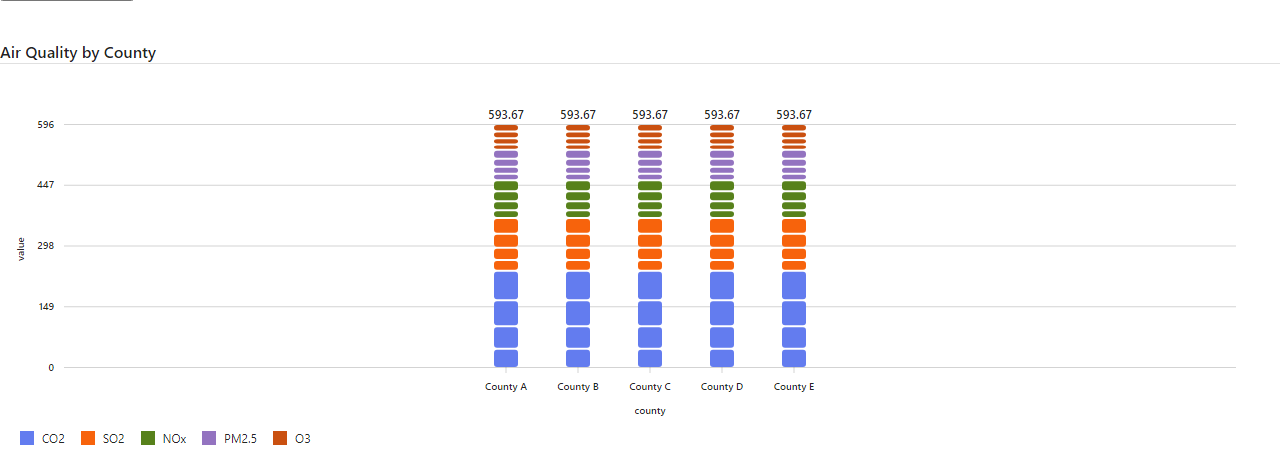 Air Quality by County
593.67 593.67 593.67 593.67 593.67
596
447
298
149
0
value
County A County B County C County D County E
county
CO2 SO2 NOx PM2.5 O3